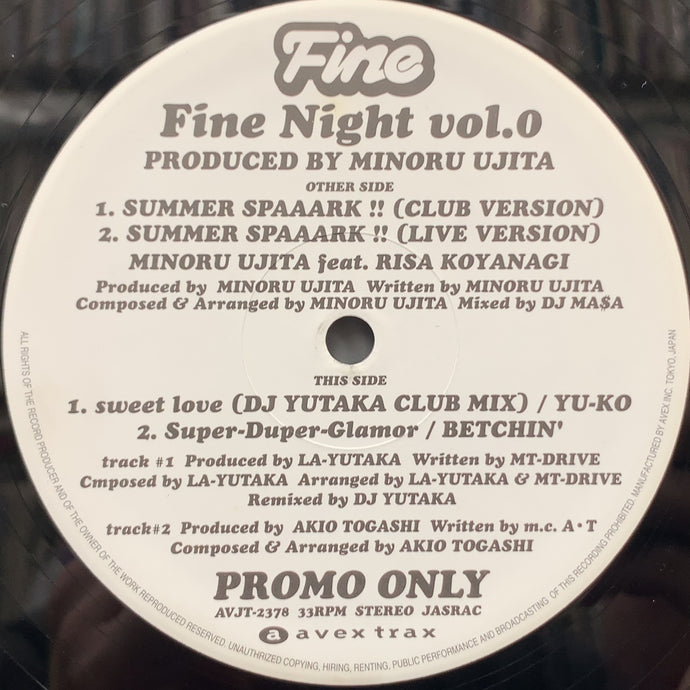 Fine
Fine Night vol.0
PRODUCED BY MINORU UJITA
OTHER SIDE
1. SUMMER SPAAARK !! (CLUB VERSION)
2. SUMMER SPAAARK !! (LIVE VERSION)
MINORU UJITA feat. RISA KOYANAGI
Produced by MINORU UJITA Written by MINORU UJITA
Composed & Arranged by MINORU UJITA Mixed by DJ MA$A
THIS SIDE
1. sweet love (DJ YUTAKA CLUB MIX) / YU-KO
2. Super-Duper-Glamor / BETCHIN'
track #1 Produced by LA-YUTAKA Written by MT-DRIVE
Cmposed by LA-YUTAKA Arranged by LA-YUTAKA & MT-DRIVE
Remixed by DJ YUTAKA
track#2 Produced by AKIO TOGASHI Written by m.c. A・T
Composed & Arranged by AKIO TOGASHI
PROMO ONLY
AVJT-2378 33RPM STEREO JASRAC
a avex trax
ALL RIGHTS OF THE RECORD PRODUCER AND OF THE OWNER OF THE WORK REPRODUCED RESERVED. UNAUTHRIZED COPYING, HIRING, RENTING, PUBLIC PERFORMANCE AND BROADCASTING OF THIS RECORDING PROHIBITED. MANUFACTURED BY AVEX INC. TOKYO, JAPAN